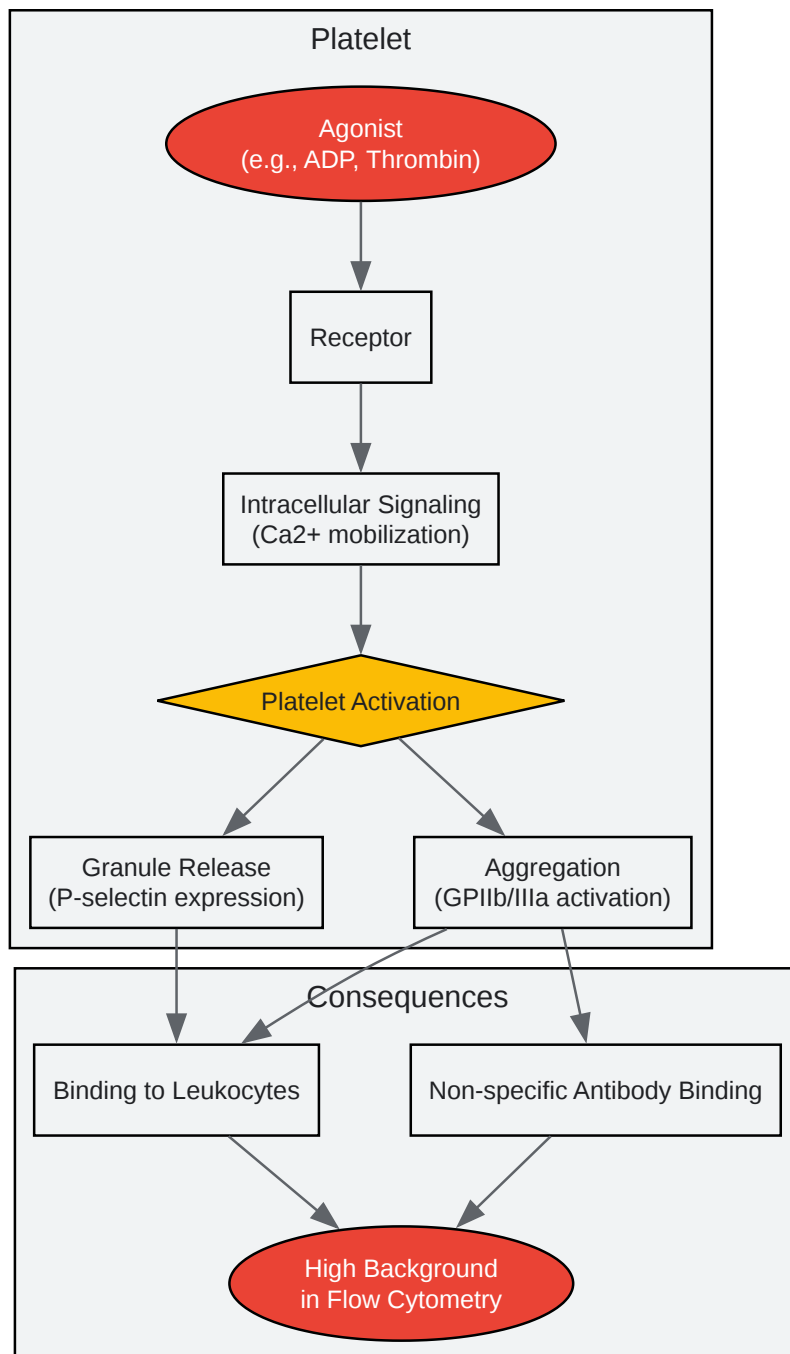 Platelet
Agonist
(e.g., ADP, Thrombin)
Receptor
Intracellular Signaling
(Ca2+ mobilization)
Platelet Activation
Granule Release
(P-selectin expression)
Aggregation
(GPIIb/IIIa activation)
Consequences
Binding to Leukocytes
Non-specific Antibody Binding
High Background
in Flow Cytometry